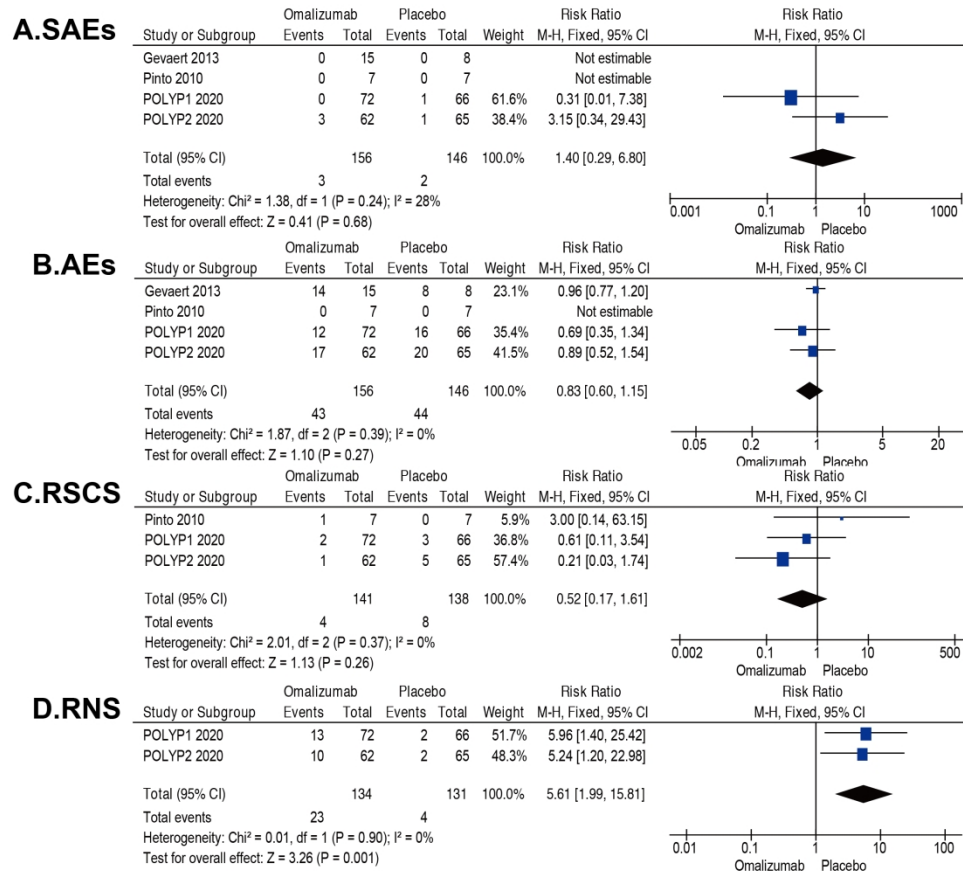 A.SAEs
Omalizumab Placebo Risk Ratio Risk Ratio
Study or Subgroup Events Total Events Total Weight M-H, Fixed, 95% CI M-H, Fixed, 95% CI
Gevaert 2013 0 15 0 8 Not estimable
Pinto 2010 0 7 0 7 Not estimable
POLYP1 2020 0 72 1 66 61.6% 0.31 [0.01, 7.38]
POLYP2 2020 3 62 1 65 38.4% 3.15 [0.34, 29.43]
Total (95% CI) 156 146 100.0% 1.40 [0.29, 6.80]
Total events 3 2
Heterogeneity: Chi² = 1.38, df = 1 (P = 0.24); I² = 28%
Test for overall effect: Z = 0.41 (P = 0.68)
0.001 0.1 1 10 1000
Omalizumab Placebo
B.AEs
Omalizumab Placebo Risk Ratio Risk Ratio
Study or Subgroup Events Total Events Total Weight M-H, Fixed, 95% CI M-H, Fixed, 95% CI
Gevaert 2013 14 15 8 8 23.1% 0.96 [0.77, 1.20]
Pinto 2010 0 7 0 7 Not estimable
POLYP1 2020 12 72 16 66 35.4% 0.69 [0.35, 1.34]
POLYP2 2020 17 62 20 65 41.5% 0.89 [0.52, 1.54]
Total (95% CI) 156 146 100.0% 0.83 [0.60, 1.15]
Total events 43 44
Heterogeneity: Chi² = 1.87, df = 2 (P = 0.39); I² = 0%
Test for overall effect: Z = 1.10 (P = 0.27)
0.05 0.2 1 5 20
Omalizumab Placebo
C.RSCS
Omalizumab Placebo Risk Ratio Risk Ratio
Study or Subgroup Events Total Events Total Weight M-H, Fixed, 95% CI M-H, Fixed, 95% CI
Pinto 2010 1 7 0 7 5.9% 3.00 [0.14, 63.15]
POLYP1 2020 2 72 3 66 36.8% 0.61 [0.11, 3.54]
POLYP2 2020 1 62 5 65 57.4% 0.21 [0.03, 1.74]
Total (95% CI) 141 138 100.0% 0.52 [0.17, 1.61]
Total events 4 8
Heterogeneity: Chi² = 2.01, df = 2 (P = 0.37); I² = 0%
Test for overall effect: Z = 1.13 (P = 0.26)
0.002 0.1 1 10 500
Omalizumab Placebo
D.RNS
Omalizumab Placebo Risk Ratio Risk Ratio
Study or Subgroup Events Total Events Total Weight M-H, Fixed, 95% CI M-H, Fixed, 95% CI
POLYP1 2020 13 72 2 66 51.7% 5.96 [1.40, 25.42]
POLYP2 2020 10 62 2 65 48.3% 5.24 [1.20, 22.98]
Total (95% CI) 134 131 100.0% 5.61 [1.99, 15.81]
Total events 23 4
Heterogeneity: Chi² = 0.01, df = 1 (P = 0.90); I² = 0%
Test for overall effect: Z = 3.26 (P = 0.001)
0.01 0.1 1 10 100
Omalizumab Placebo